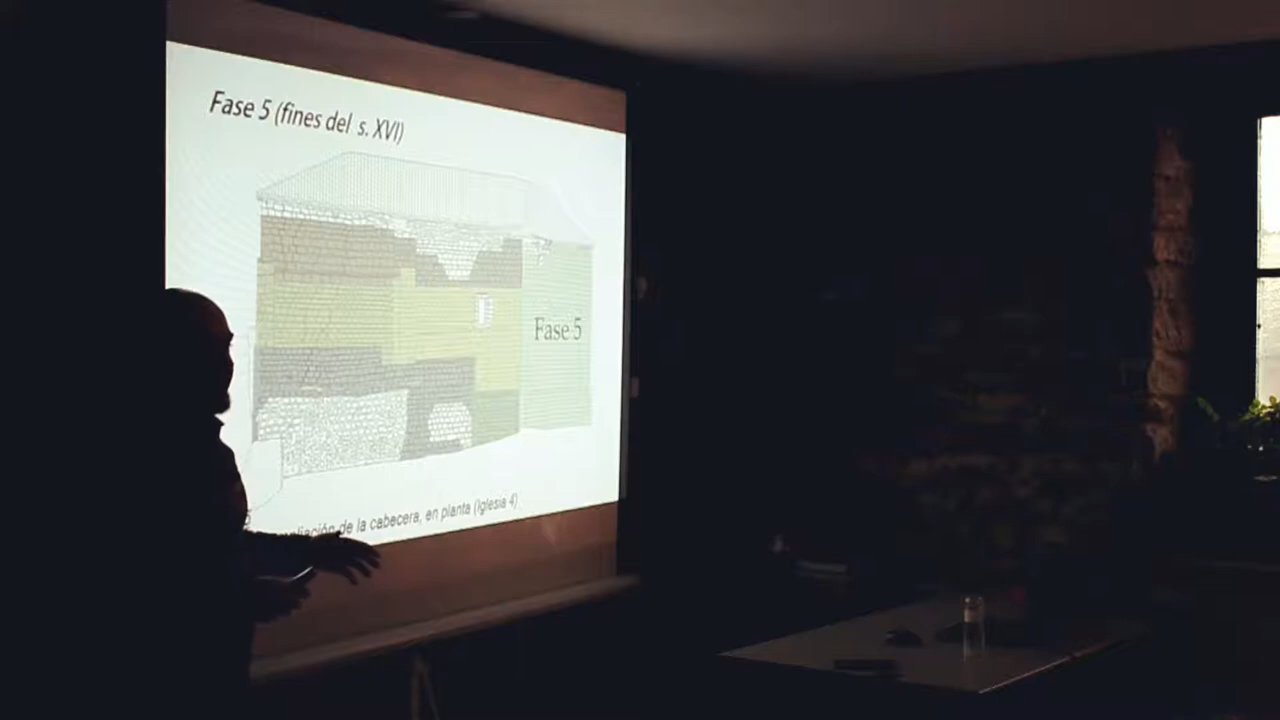 Fase 5 (fines del s. XVI)
Fase 5
de la cabecera, en planta (Iglesia 4)